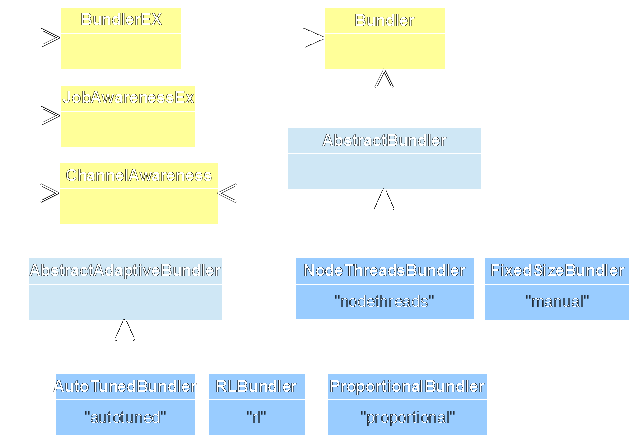 BundlerEX
Bundler
JobAwarenessEx
AbstractBundler
ChannelAwareness
AbstractAdaptiveBundler
NodeThreadsBundler
FixedSizeBundler
"nodethreads"
"manual"
AutoTunedBundler
RLBundler
ProportionalBundler
"autotuned"
"rl"
"proportional"